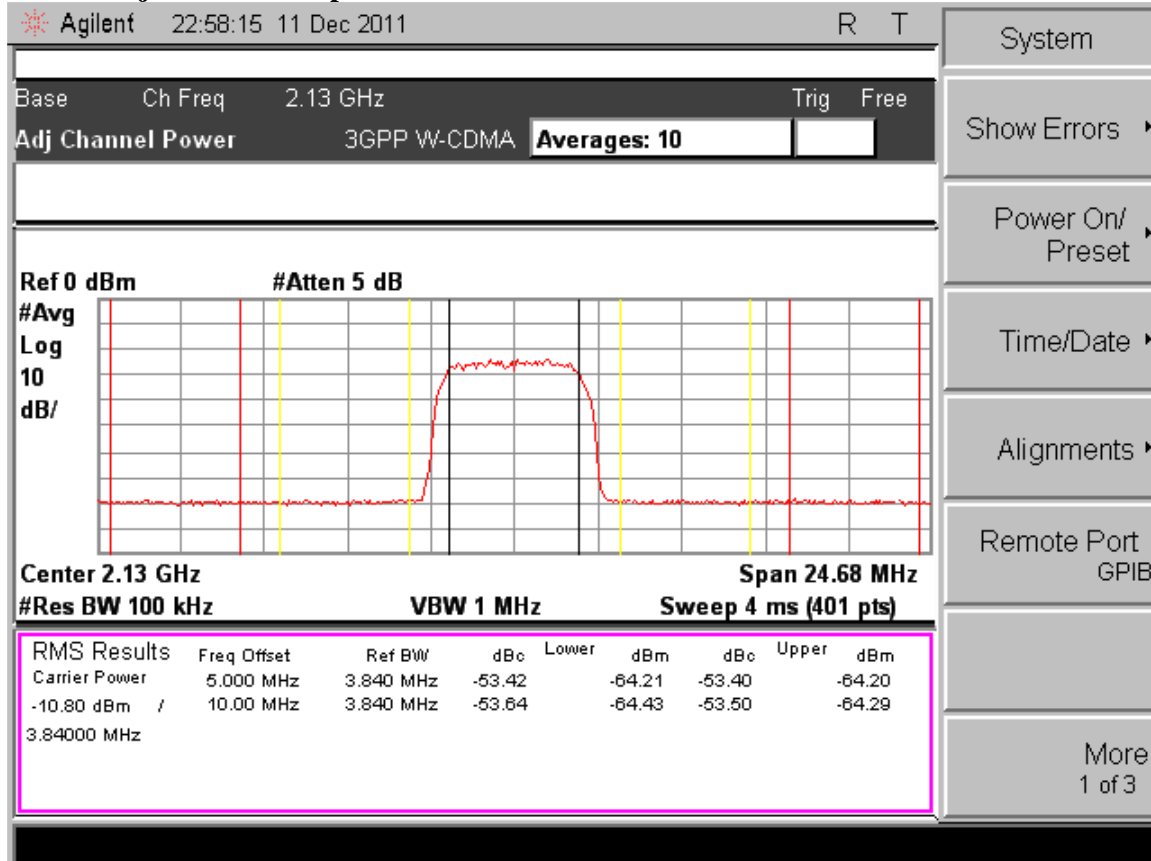 Agilent 22:58:15 11 Dec 2011 R T
Base Ch Freq 2.13 GHz Trig Free
Adj Channel Power 3GPP W-CDMA Averages: 10
Ref 0 dBm #Atten 5 dB
#Avg
Log
10
dB/
Center 2.13 GHz Span 24.68 MHz
#Res BW 100 kHz VBW 1 MHz Sweep 4 ms (401 pts)
RMS Results Freq Offset Ref BW dBc Lower dBm dBc Upper dBm
Carrier Power 5.000 MHz 3.840 MHz -53.42 -64.21 -53.40 -64.20
-10.80 dBm / 10.00 MHz 3.840 MHz -53.64 -64.43 -53.50 -64.29
3.84000 MHz
System
Show Errors
Power On/
Preset
Time/Date
Alignments
Remote Port
GPIB
More
1 of 3